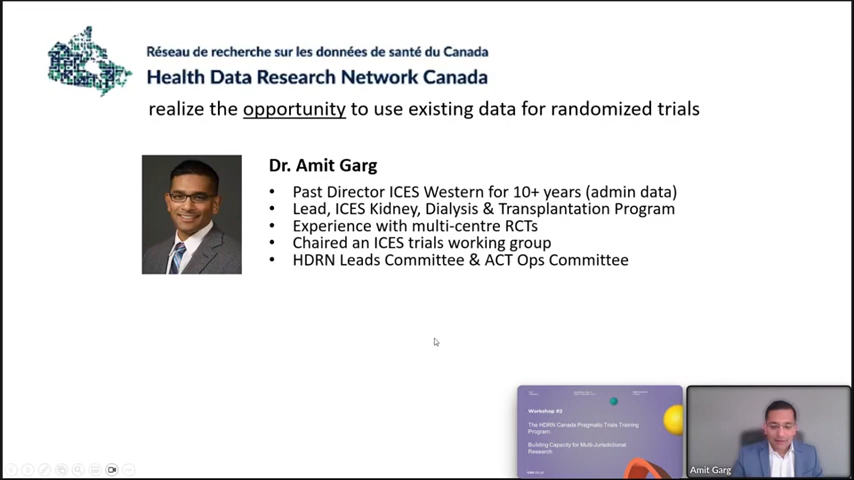 Réseau de recherche sur les données de santé du Canada
Health Data Research Network Canada
realize the opportunity to use existing data for randomized trials
Dr. Amit Garg
• Past Director ICES Western for 10+ years (admin data)
• Lead, ICES Kidney, Dialysis & Transplantation Program
• Experience with multi-centre RCTs
• Chaired an ICES trials working group
• HDRN Leads Committee & ACT Ops Committee
Workshop #2
The HDRN Canada Pragmatic Trials Training
Program:
Building Capacity for Multi-Jurisdictional
Research
Amit Garg